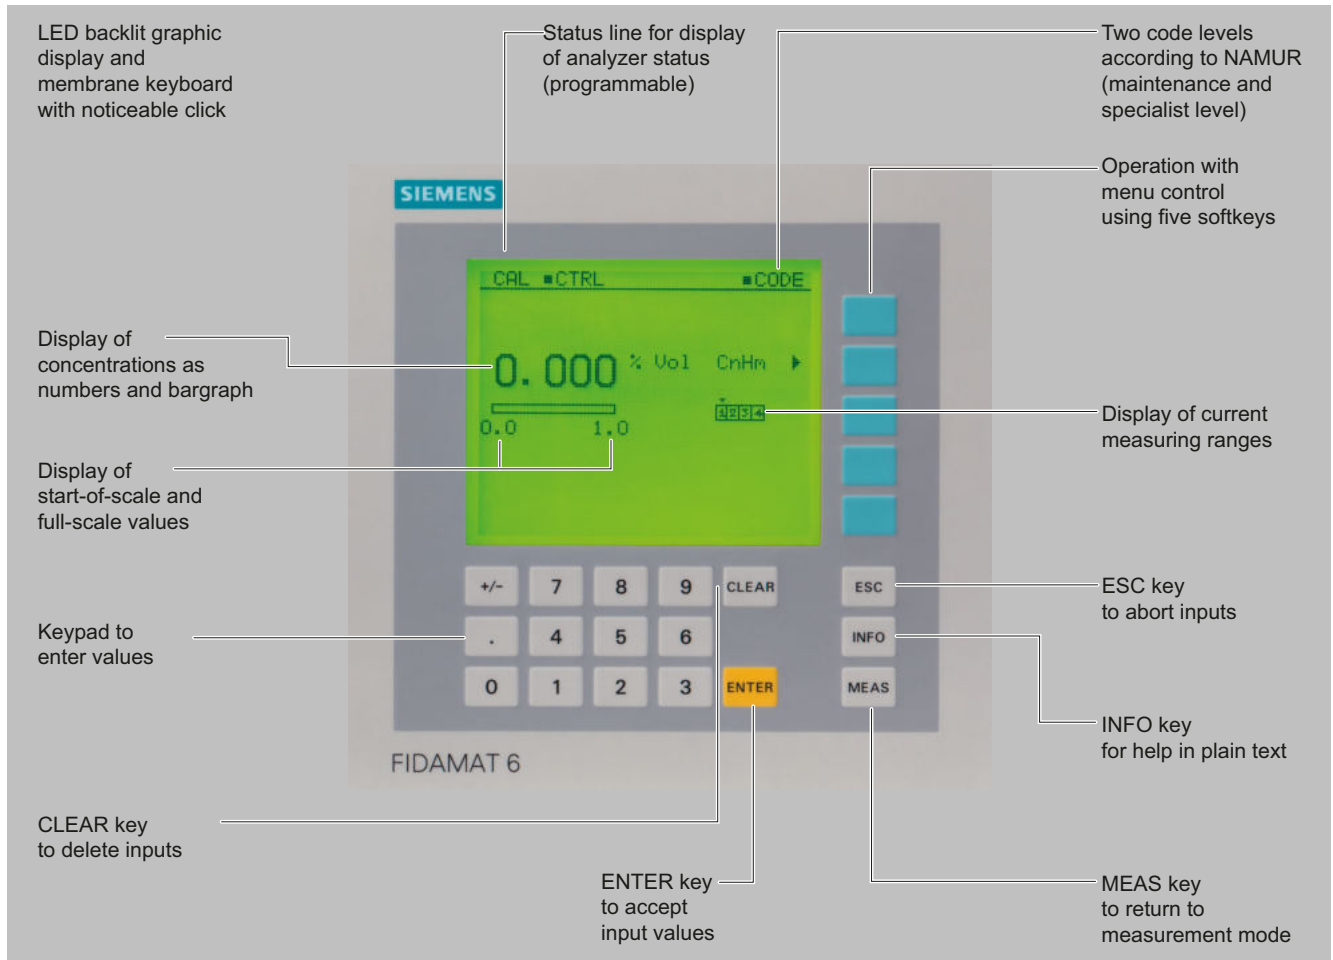 LED backlit graphic
display and
membrane keyboard
with noticeable click
Status line for display
of analyzer status
(programmable)
Two code levels
according to NAMUR
(maintenance and
specialist level)
Operation with
menu control
using five softkeys
SIEMENS
CAL ■CTRL ■CODE
Display of
concentrations as
numbers and bargraph
0.000 % Vol CnHm
1 2 3 4
0.0 1.0
Display of current
measuring ranges
Display of
start-of-scale and
full-scale values
+/- 7 8 9 CLEAR ESC
ESC key
to abort inputs
Keypad to
enter values
. 4 5 6 INFO
0 1 2 3 ENTER MEAS
INFO key
for help in plain text
FIDAMAT 6
CLEAR key
to delete inputs
ENTER key
to accept
input values
MEAS key
to return to
measurement mode